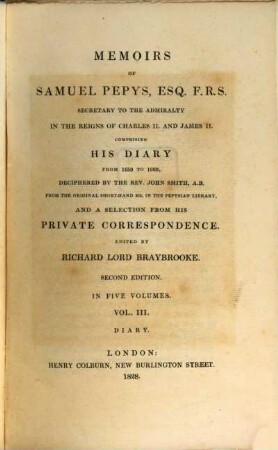 MEMOIRS
OF
SAMUEL PEPYS, ESQ. F.R.S.
SECRETARY TO THE ADMIRALTY
IN THE REIGNS OF CHARLES II. AND JAMES II.
COMPRISING
HIS DIARY
FROM 1659 TO 1669,
DECIPHERED BY THE REV. JOHN SMITH, A.B.
FROM THE ORIGINAL SHORT-HAND MS. IN THE PEPYSIAN LIBRARY,
AND A SELECTION FROM HIS
PRIVATE CORRESPONDENCE.
EDITED BY
RICHARD LORD BRAYBROOKE.
SECOND EDITION.
IN FIVE VOLUMES.
VOL. III.
DIARY.
LONDON:
HENRY COLBURN, NEW BURLINGTON STREET.
1828.